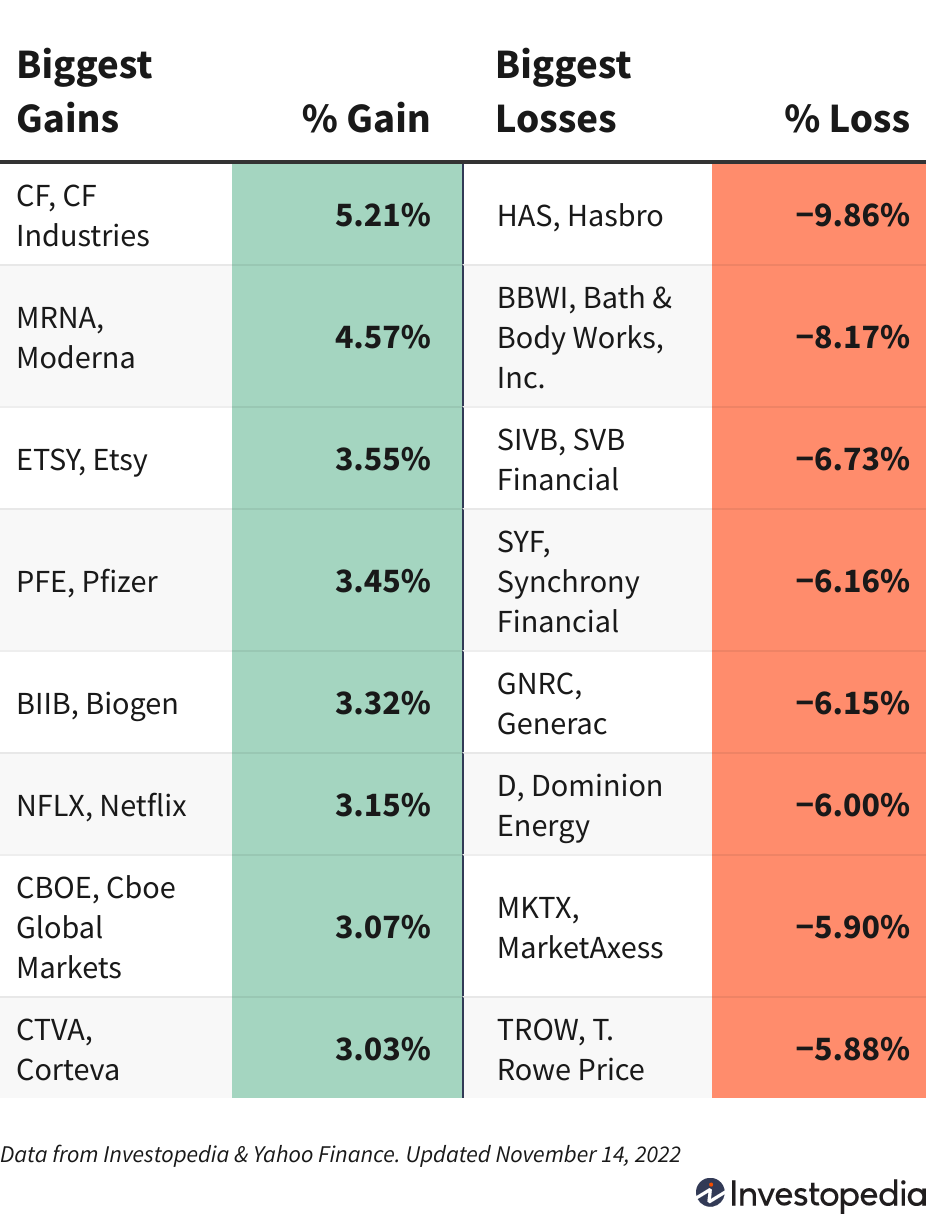 Biggest
Gains
% Gain
Biggest
Losses
% Loss
CF, CF
Industries
5.21%
HAS, Hasbro
−9.86%
MRNA,
Moderna
4.57%
BBWI, Bath &
Body Works,
Inc.
−8.17%
ETSY, Etsy
3.55%
SIVB, SVB
Financial
−6.73%
PFE, Pfizer
3.45%
SYF,
Synchrony
Financial
−6.16%
BIIB, Biogen
3.32%
GNRC,
Generac
−6.15%
NFLX, Netflix
3.15%
D, Dominion
Energy
−6.00%
CBOE, Cboe
Global
Markets
3.07%
MKTX,
MarketAxess
−5.90%
CTVA,
Corteva
3.03%
TROW, T.
Rowe Price
−5.88%
Data from Investopedia & Yahoo Finance. Updated November 14, 2022
Investopedia